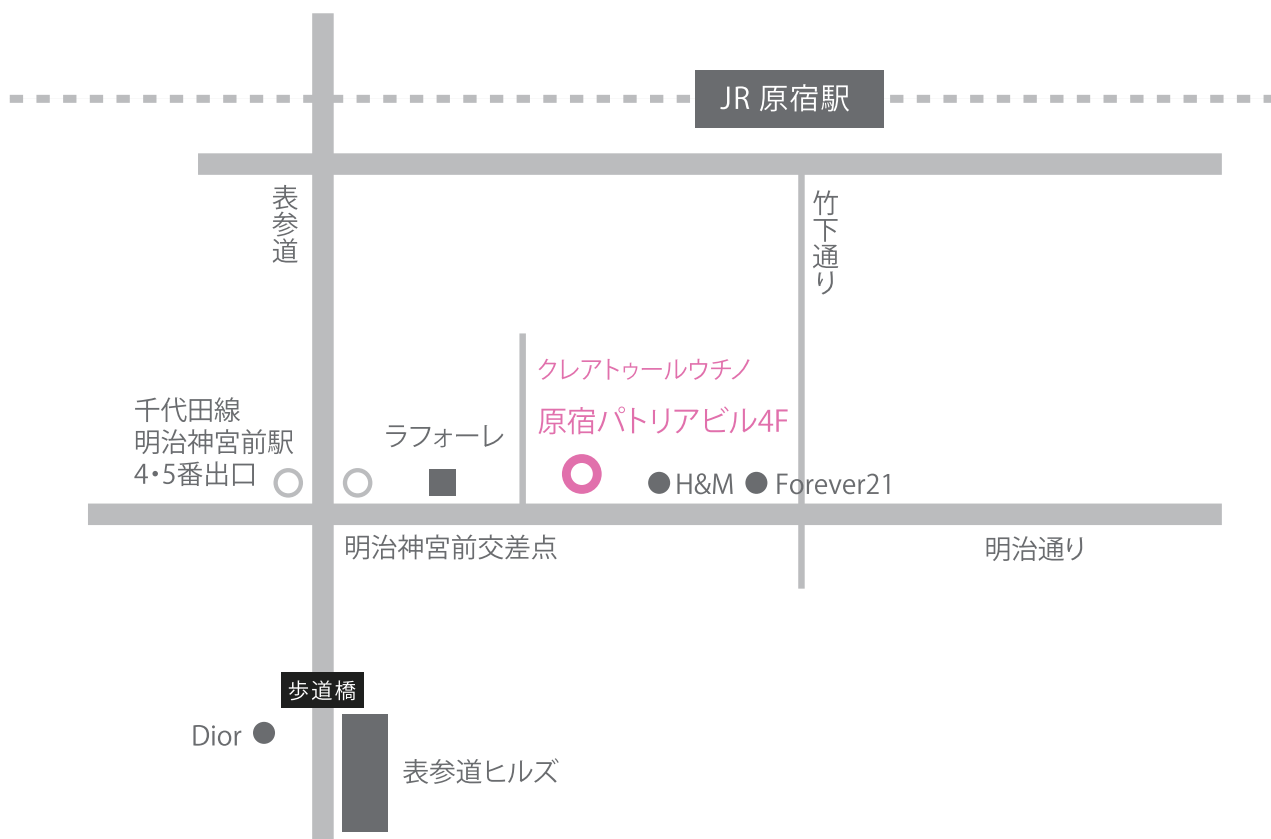 JR 原宿駅
表参道
竹下通り
クレアトゥールウチノ
原宿パトリアビル4F
千代田線
明治神宮前駅
4・5番出口
ラフォーレ
H&M
Forever21
明治神宮前交差点
明治通り
歩道橋
Dior
表参道ヒルズ